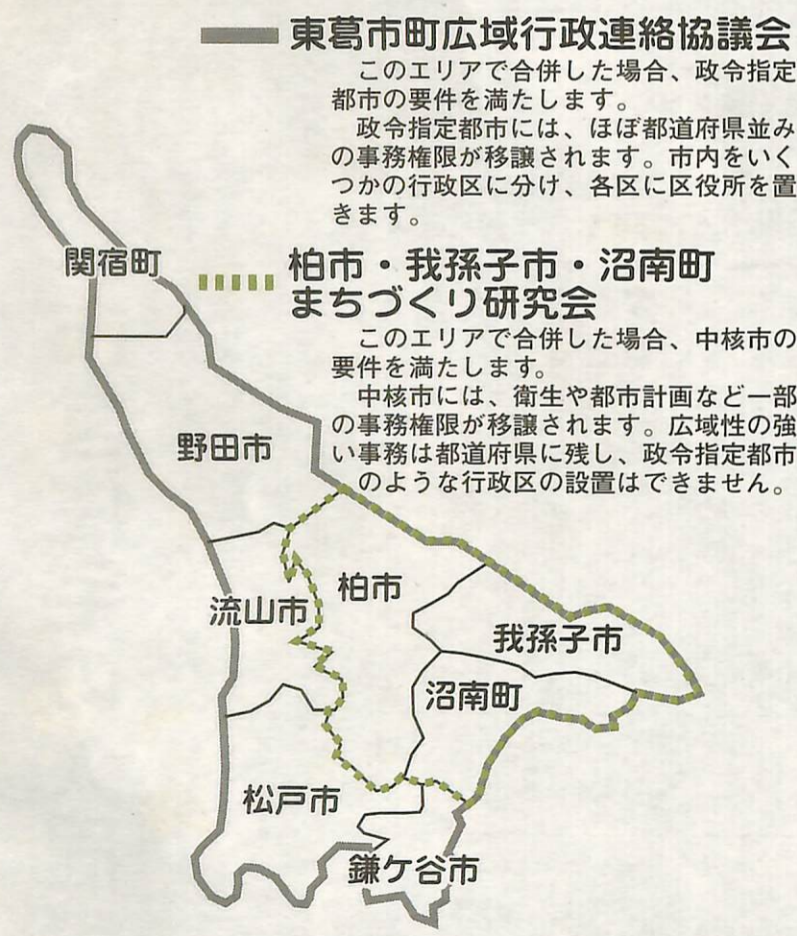 東葛市町広域行政連絡協議会
このエリアで合併した場合、政令指定
都市の要件を満たします。
政令指定都市には、ほぼ都道府県並み
の事務権限が移譲されます。市内をいく
つかの行政区に分け、各区に区役所を置
きます。
関宿町
柏市・我孫子市・沼南町
まちづくり研究会
このエリアで合併した場合、中核市の
要件を満たします。
中核市には、衛生や都市計画など一部
の事務権限が移譲されます。広域性の強
い事務は都道府県に残し、政令指定都市
のような行政区の設置はできません。
野田市
柏市
流山市
我孫子市
沼南町
松戸市
鎌ケ谷市